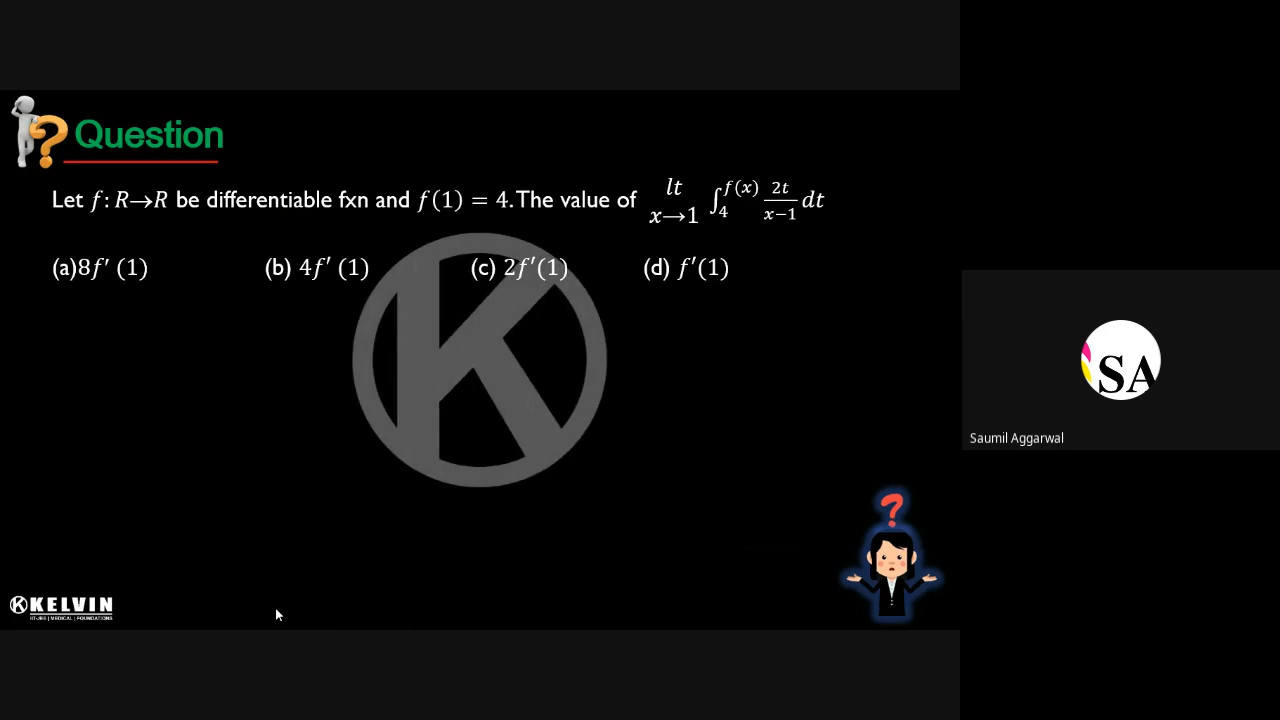 Question
Let f: R→R be differentiable fxn and f(1) = 4. The value of lt x→1 ∫₄^f(x) 2t/(x−1) dt
(a)8f′ (1) (b) 4f′ (1) (c) 2f′(1) (d) f′(1)
K
SA
Saumil Aggarwal
?
KELVIN
IIT-JEE | MEDICAL | FOUNDATIONS